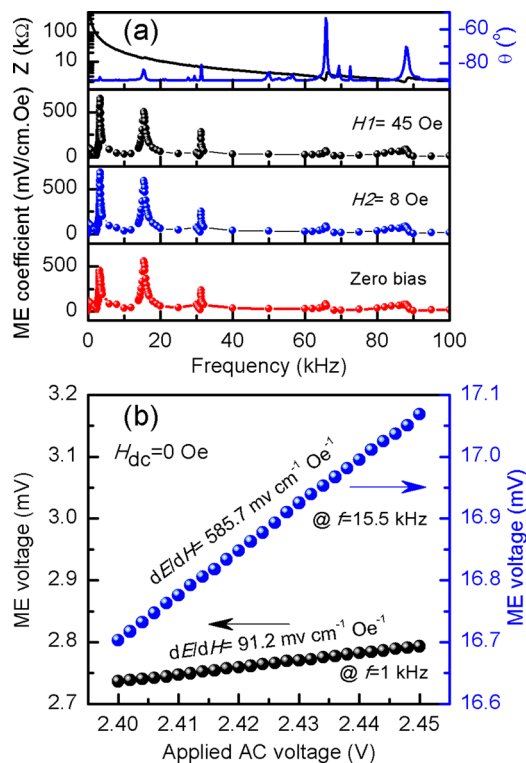 (a)
Z (kΩ)
100
10
1
-60
-70
-80
-90
θ (°)
ME coefficient (mV/cm.Oe)
500
0
H1= 45 Oe
500
0
H2= 8 Oe
500
0
Zero bias
0 20 40 60 80 100
Frequency (kHz)
(b)
H_dc=0 Oe
ME voltage (mV)
3.2
3.1
3.0
2.9
2.8
2.7
17.1
17.0
16.9
16.8
16.7
16.6
ME voltage (mV)
dE/dH= 585.7 mv cm⁻¹ Oe⁻¹
@ f=15.5 kHz
dE/dH= 91.2 mv cm⁻¹ Oe⁻¹
@ f=1 kHz
2.40 2.41 2.42 2.43 2.44 2.45
Applied AC voltage (V)